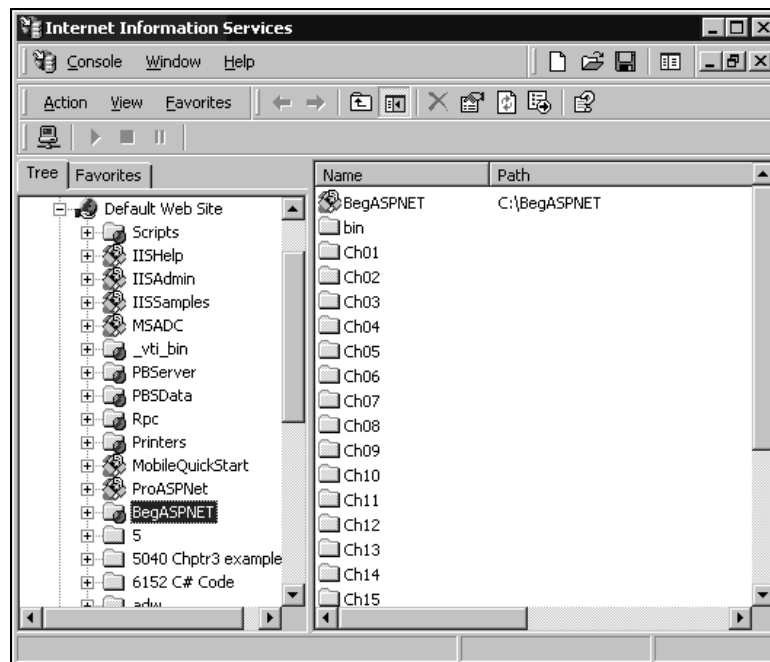 Internet Information Services
Console Window Help
Action View Favorites
Tree Favorites
Name Path
Default Web Site
Scripts
IISHelp
IISAdmin
IISSamples
MSADC
_vti_bin
PBServer
PBSData
Rpc
Printers
MobileQuickStart
ProASPNet
BegASPNET
5
5040 Chptr3 example
6152 C# Code
adw
BegASPNET C:\BegASPNET
bin
Ch01
Ch02
Ch03
Ch04
Ch05
Ch06
Ch07
Ch08
Ch09
Ch10
Ch11
Ch12
Ch13
Ch14
Ch15